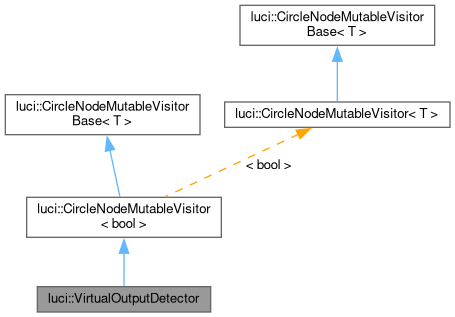 luci::CircleNodeMutableVisitor
Base< T >
luci::CircleNodeMutableVisitor
Base< T >
luci::CircleNodeMutableVisitor< T >
< bool >
luci::CircleNodeMutableVisitor
< bool >
luci::VirtualOutputDetector